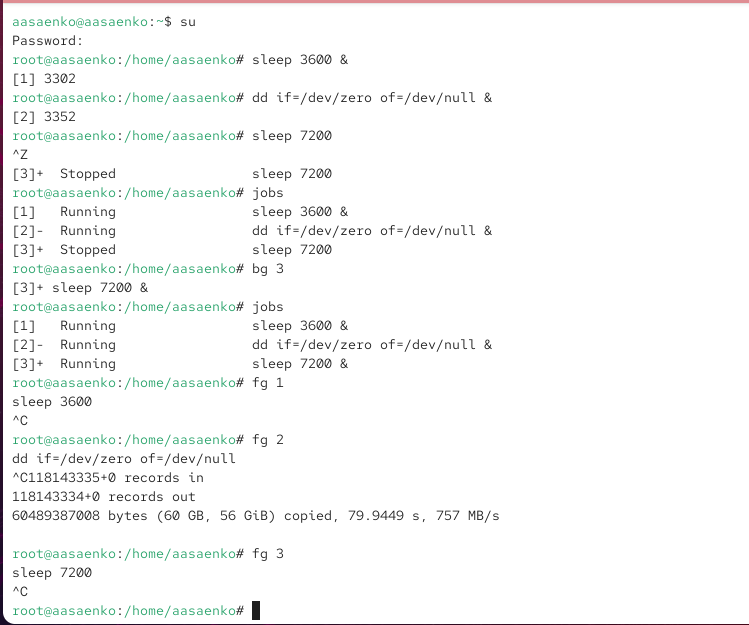 aasaenko@aasaenko:~$ su
Password:
root@aasaenko:/home/aasaenko# sleep 3600 &
[1] 3302
root@aasaenko:/home/aasaenko# dd if=/dev/zero of=/dev/null &
[2] 3352
root@aasaenko:/home/aasaenko# sleep 7200
^Z
[3]+  Stopped                 sleep 7200
root@aasaenko:/home/aasaenko# jobs
[1]   Running                 sleep 3600 &
[2]-  Running                 dd if=/dev/zero of=/dev/null &
[3]+  Stopped                 sleep 7200
root@aasaenko:/home/aasaenko# bg 3
[3]+ sleep 7200 &
root@aasaenko:/home/aasaenko# jobs
[1]   Running                 sleep 3600 &
[2]-  Running                 dd if=/dev/zero of=/dev/null &
[3]+  Running                 sleep 7200 &
root@aasaenko:/home/aasaenko# fg 1
sleep 3600
^C
root@aasaenko:/home/aasaenko# fg 2
dd if=/dev/zero of=/dev/null
^C118143335+0 records in
118143334+0 records out
60489387008 bytes (60 GB, 56 GiB) copied, 79.9449 s, 757 MB/s

root@aasaenko:/home/aasaenko# fg 3
sleep 7200
^C
root@aasaenko:/home/aasaenko#